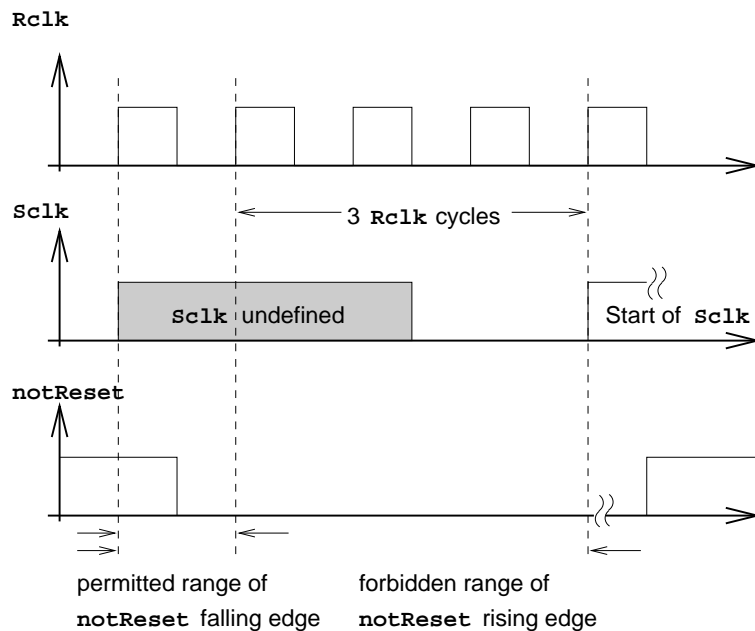 Rclk
3 Rclk cycles
Sclk
Sclk undefined
Start of Sclk
notReset
permitted range of
notReset falling edge
forbidden range of
notReset rising edge